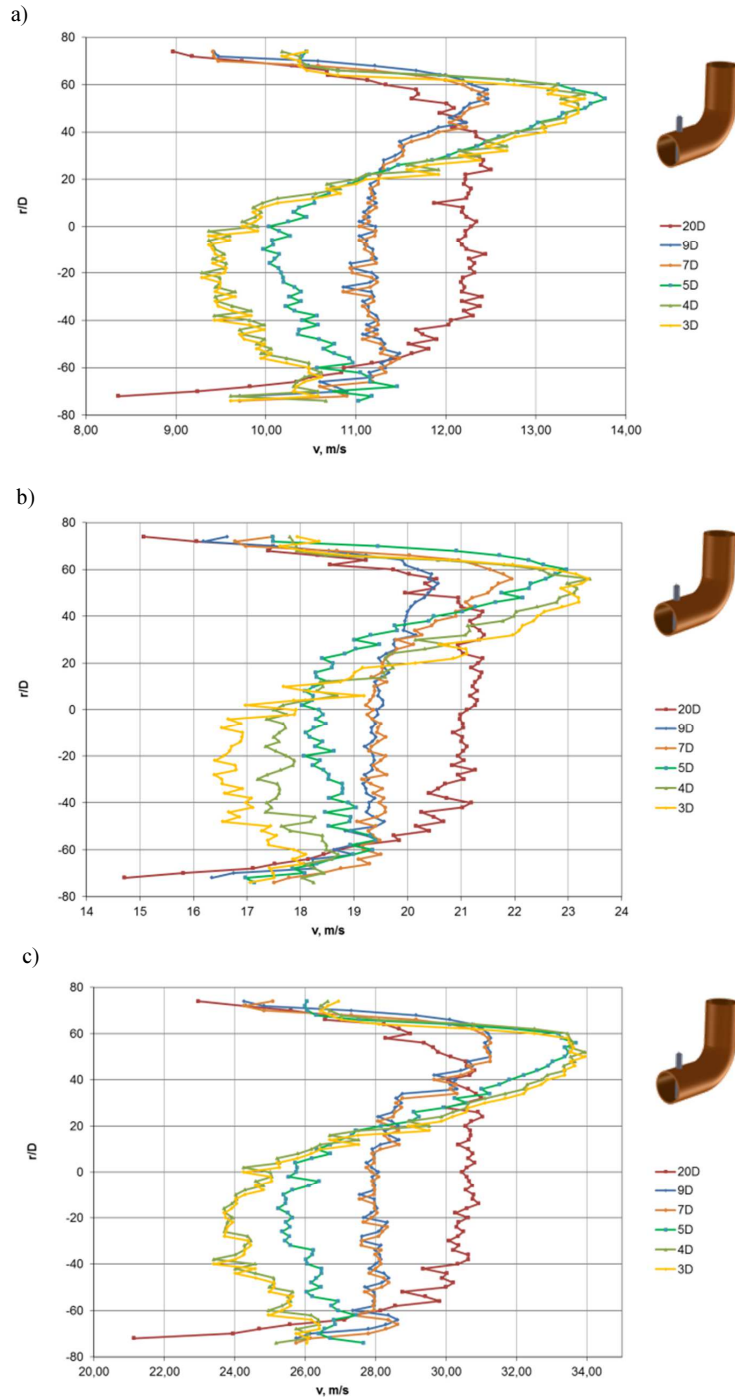 a)
80
60
40
20
0
-20
-40
-60
-80
r/D
8,00 9,00 10,00 11,00 12,00 13,00 14,00
v, m/s
20D
9D
7D
5D
4D
3D
b)
80
60
40
20
0
-20
-40
-60
-80
r/D
14 15 16 17 18 19 20 21 22 23 24
v, m/s
20D
9D
7D
5D
4D
3D
c)
80
60
40
20
0
-20
-40
-60
-80
r/D
20,00 22,00 24,00 26,00 28,00 30,00 32,00 34,00
v, m/s
20D
9D
7D
5D
4D
3D